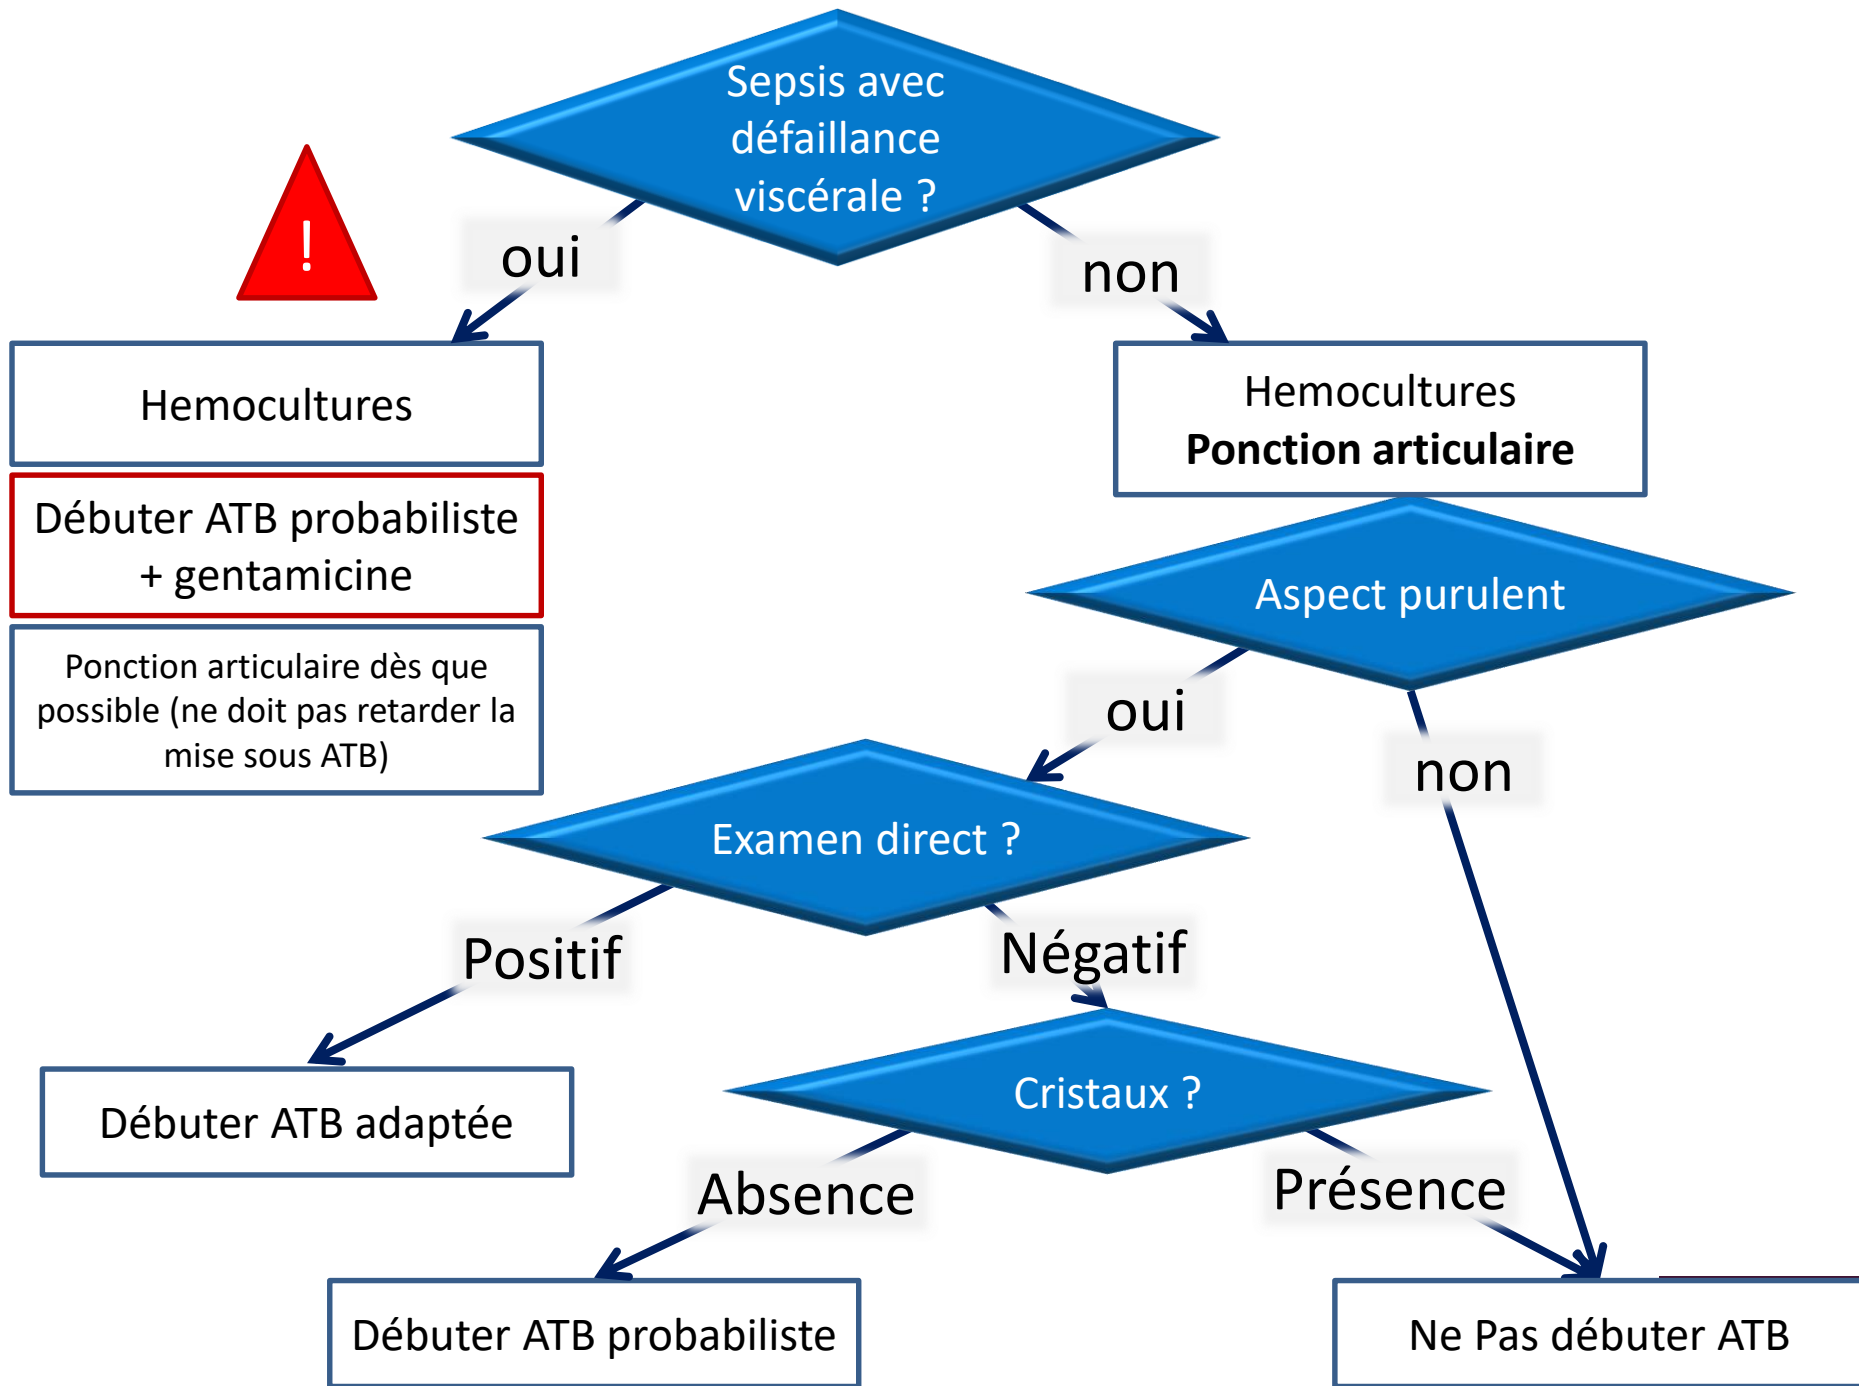 Sepsis avec
défaillance
viscérale ?
!
oui
non
Hemocultures
Hemocultures
Ponction articulaire
Débuter ATB probabiliste
+ gentamicine
Aspect purulent
Ponction articulaire dès que
possible (ne doit pas retarder la
mise sous ATB)
oui
non
Examen direct ?
Positif
Négatif
Cristaux ?
Débuter ATB adaptée
Absence
Présence
Débuter ATB probabiliste
Ne Pas débuter ATB